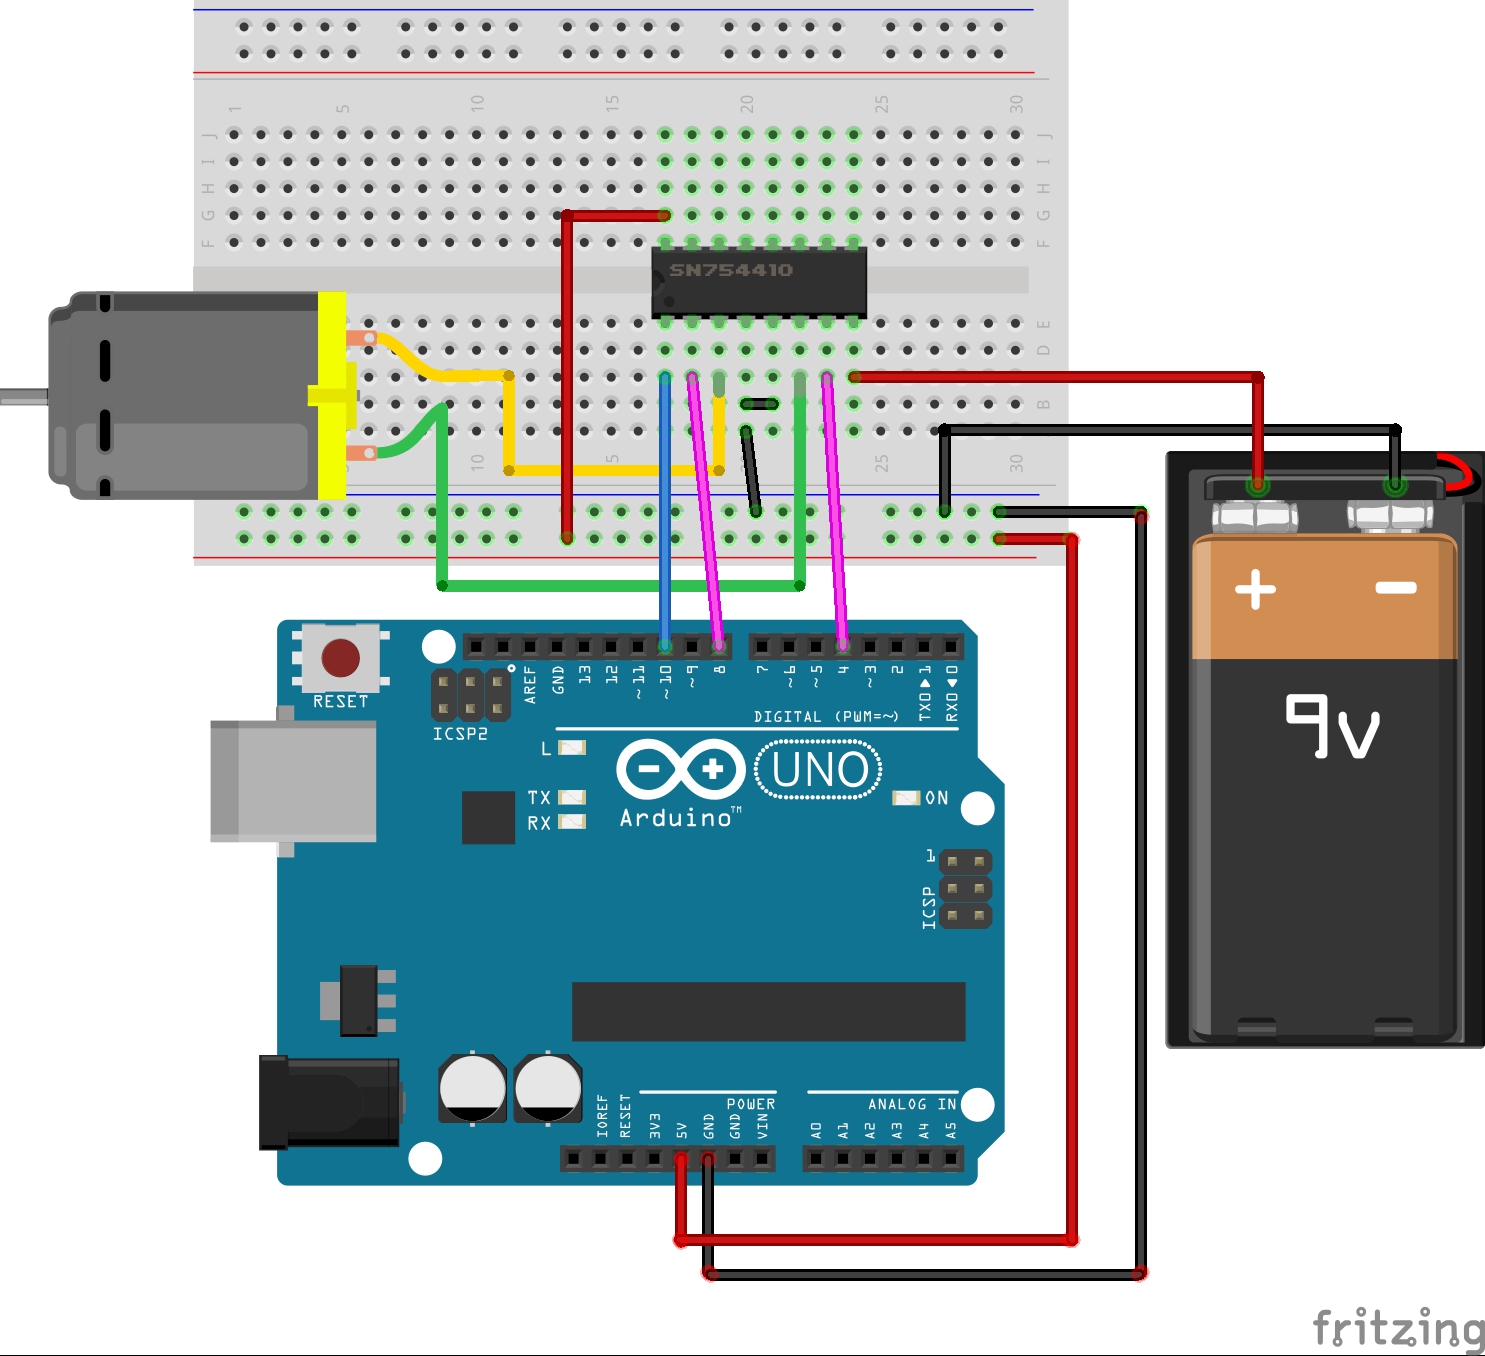 1 5 10 15 20 25 30
J J
I I
H H
G G
F F
SN754410
E
D
B
10 5 25 30
RESET
ICSP2
AREF GND 13 12 ~11 ~10 ~9 8 7 ~6 ~5 4 ~3 2 TX0▶1 RX0◀0
DIGITAL (PWM=~)
L
TX
RX
Arduino™
UNO
ON
1
ICSP
+ −
9V
POWER
ANALOG IN
IOREF RESET 3V3 5V GND GND VIN A0 A1 A2 A3 A4 A5
fritzing